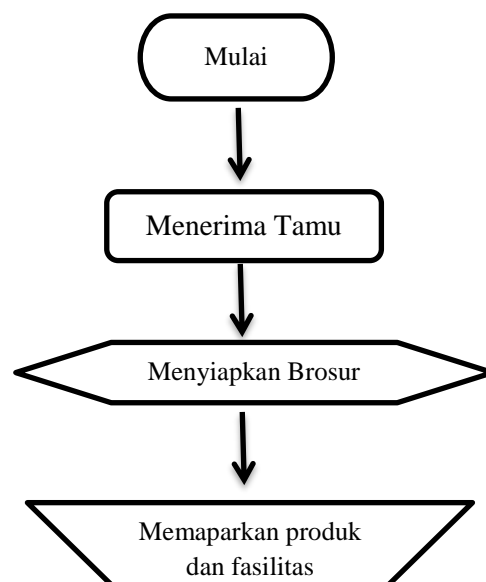 Mulai
Menerima Tamu
Menyiapkan Brosur
Memaparkan produk
dan fasilitas